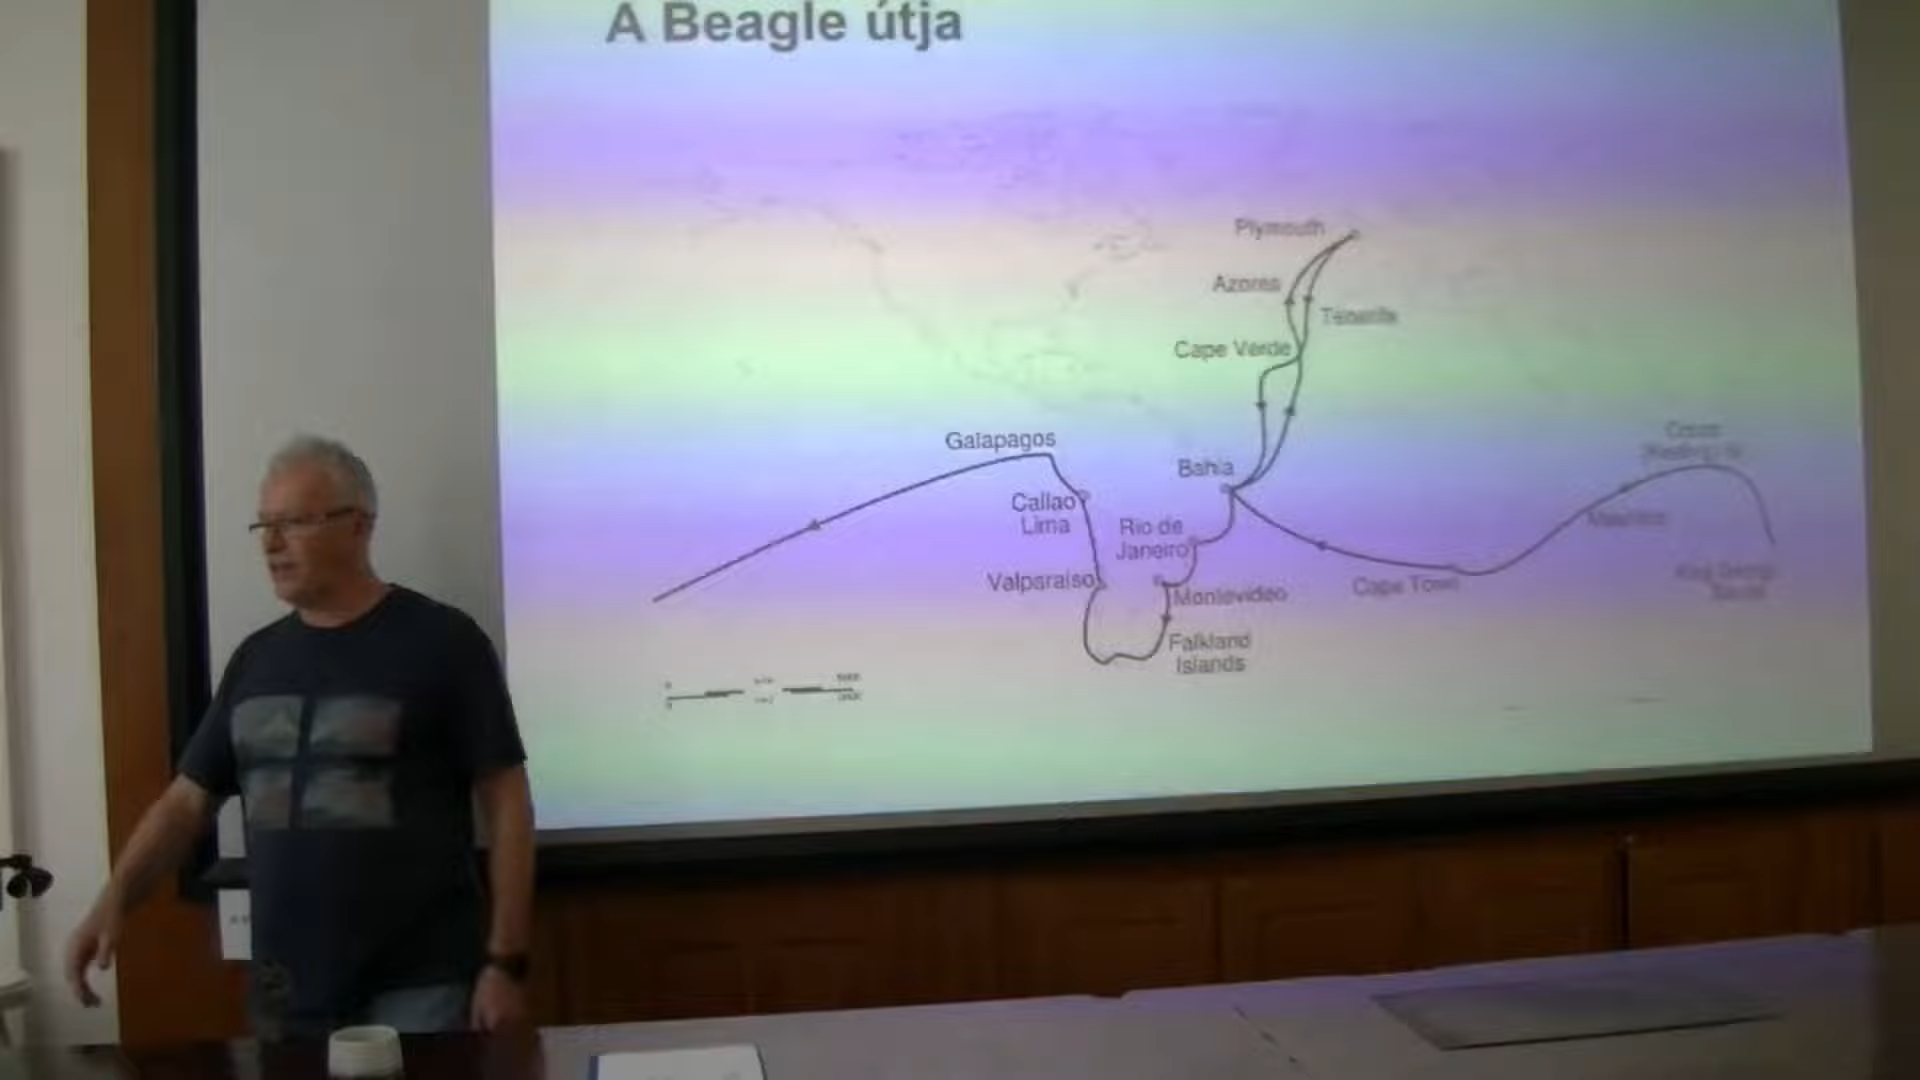 A Beagle útja
Plymouth
Azores
Tenerife
Cape Verde
Galapagos
Bahia
Callao
Lima
Rio de
Janeiro
Valparaiso
Montevideo
Cape Town
Mauritius
Falkland
Islands